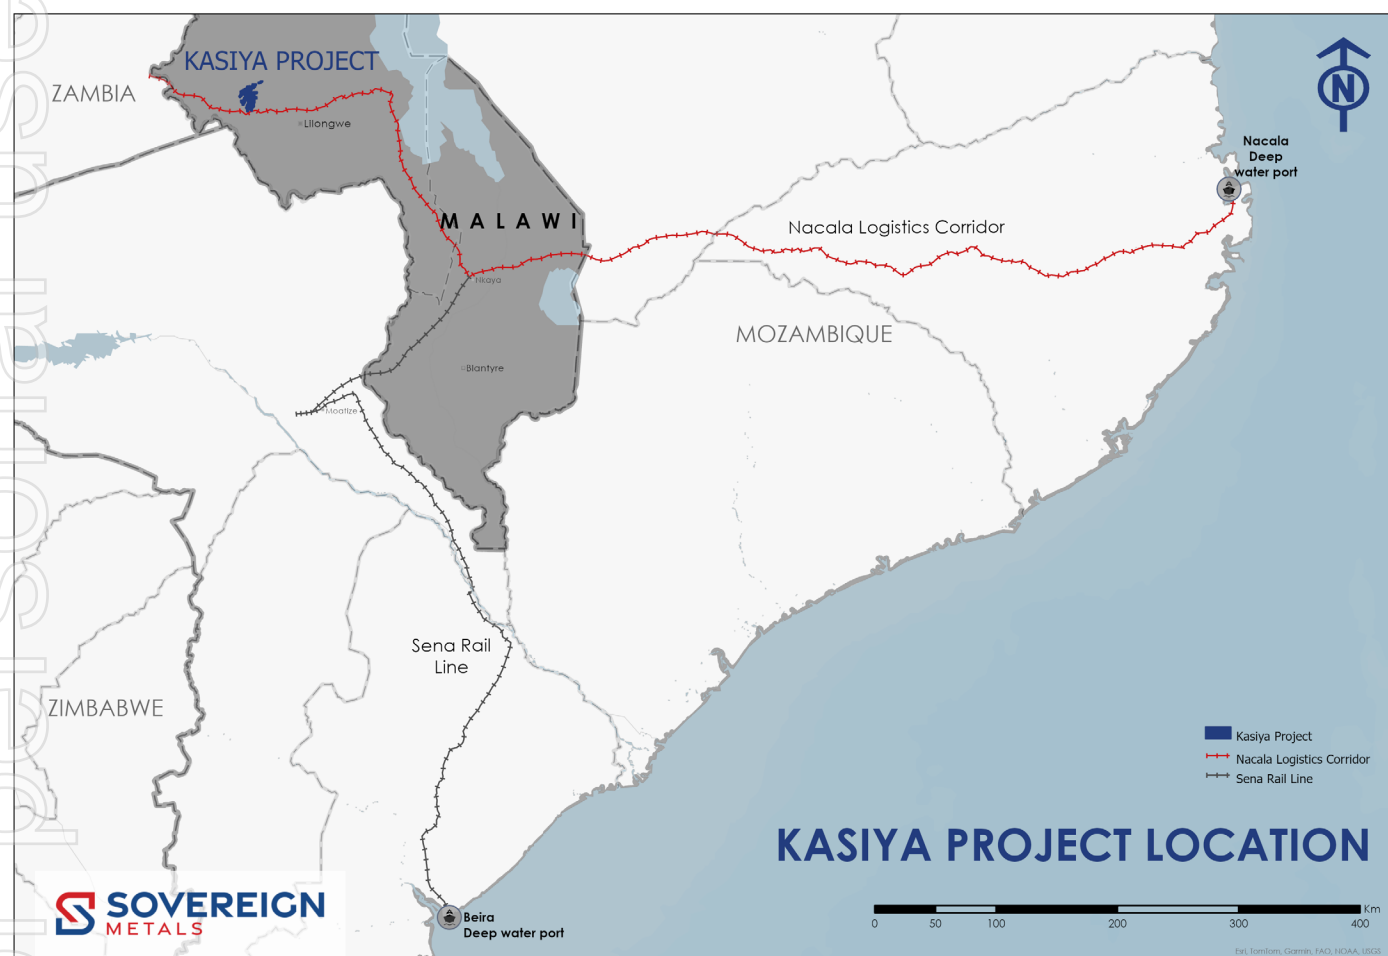 KASIYA PROJECT
ZAMBIA
Lilongwe
N
Nacala
Deep
water port
MALAWI
Nacala Logistics Corridor
Nkaya
MOZAMBIQUE
Blantyre
Moatize
Sena Rail
Line
ZIMBABWE
Kasiya Project
Nacala Logistics Corridor
Sena Rail Line
KASIYA PROJECT LOCATION
SOVEREIGN
METALS
Beira
Deep water port
Km
0 50 100 200 300 400
Esri, TomTom, Garmin, FAO, NOAA, USGS